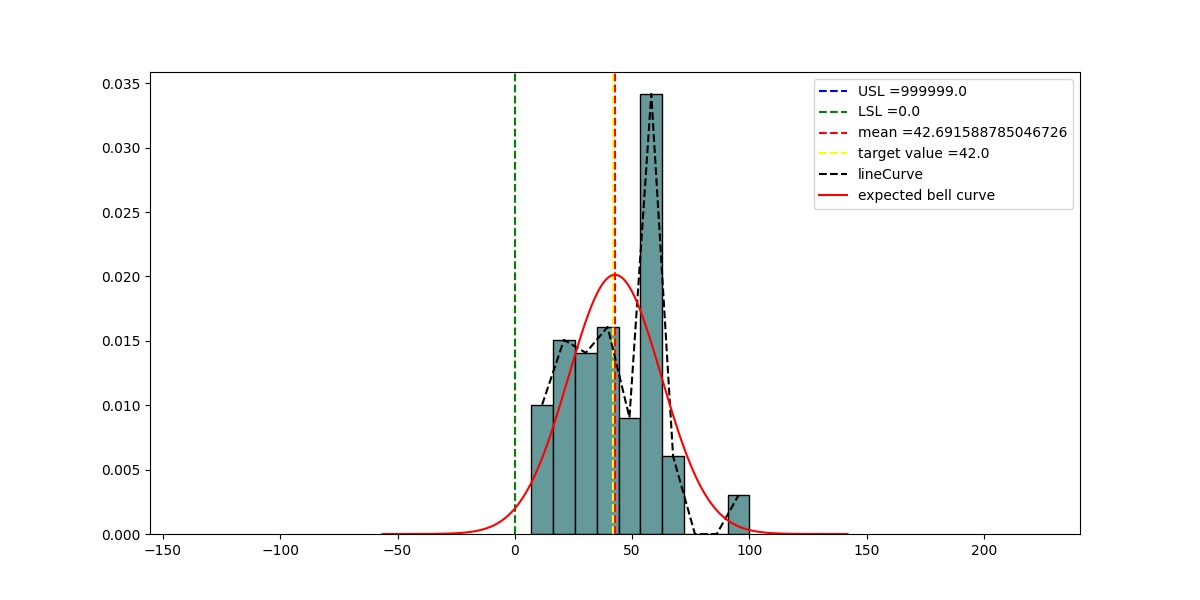 USL =999999.0
LSL =0.0
mean =42.691588785046726
target value =42.0
lineCurve
expected bell curve
0.035
0.030
0.025
0.020
0.015
0.010
0.005
0.000
−150
−100
−50
0
50
100
150
200